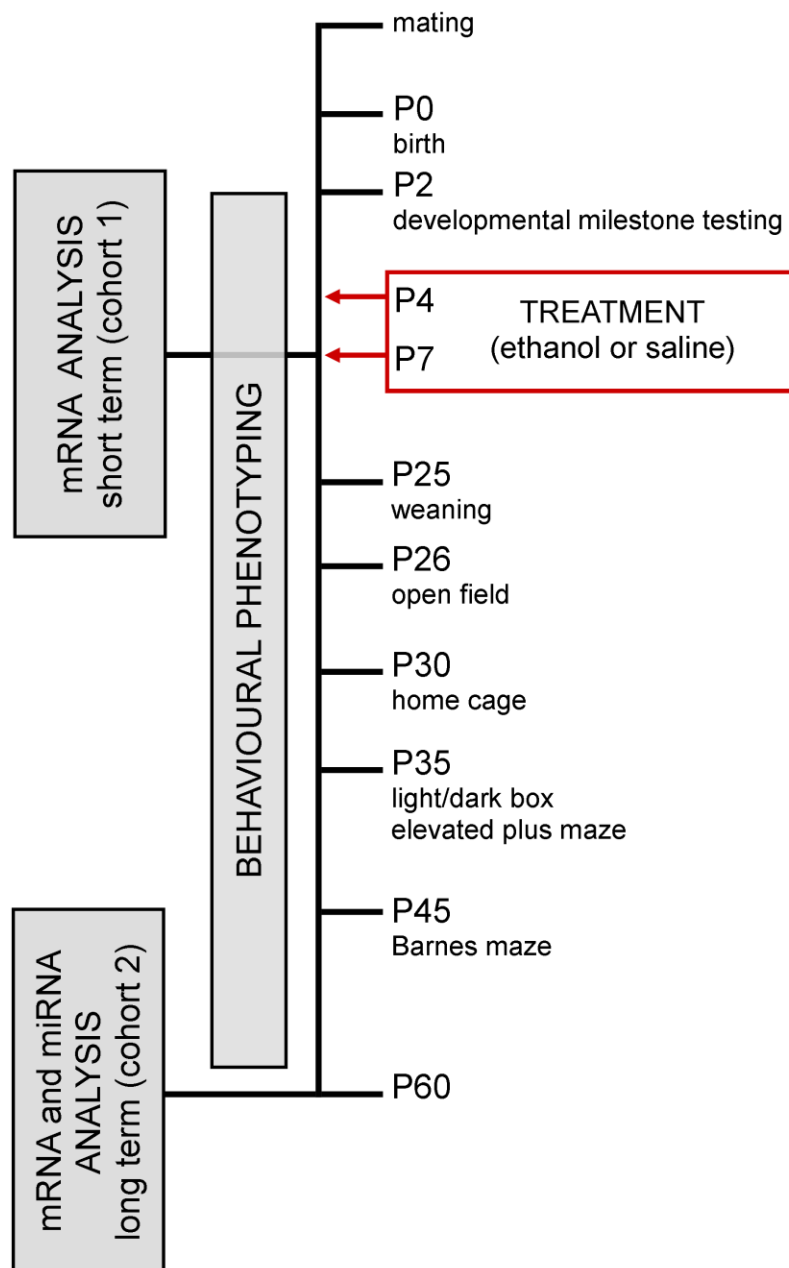 mating
P0
birth
P2
developmental milestone testing
P4
P7
TREATMENT
(ethanol or saline)
P25
weaning
P26
open field
P30
home cage
P35
light/dark box
elevated plus maze
P45
Barnes maze
P60
mRNA ANALYSIS
short term (cohort 1)
BEHAVIOURAL PHENOTYPING
mRNA and miRNA
ANALYSIS
long term (cohort 2)